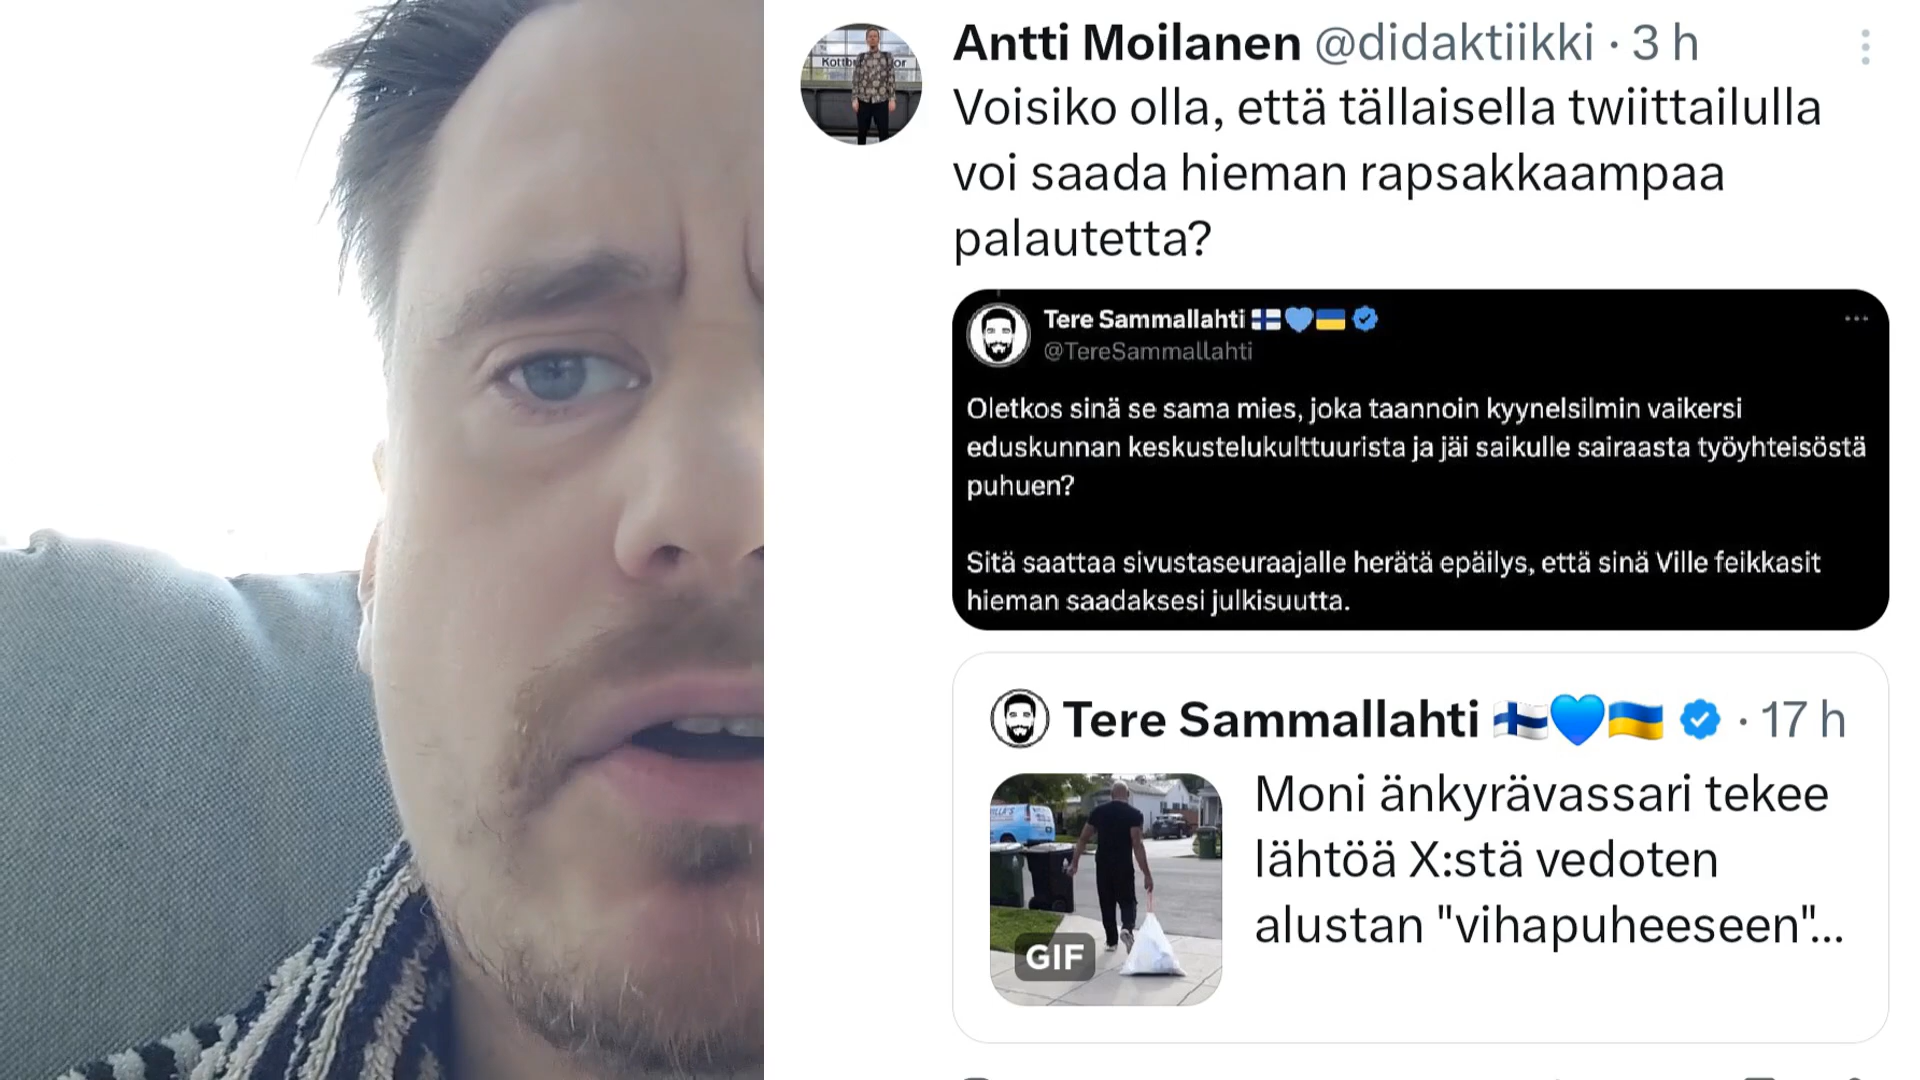 Antti Moilanen @didaktiikki · 3 h
Voisiko olla, että tällaisella twiittailulla
voi saada hieman rapsakkaampaa
palautetta?
Tere Sammallahti 🇫🇮💙🇺🇦
@TereSammallahti
Oletkos sinä se sama mies, joka taannoin kyynelsilmin vaikersi
eduskunnan keskustelukulttuurista ja jäi saikulle sairaasta työyhteisöstä
puhuen?
Sitä saattaa sivustaseuraajalle herätä epäilys, että sinä Ville feikkasit
hieman saadaksesi julkisuutta.
Tere Sammallahti 🇫🇮💙🇺🇦 · 17 h
Moni änkyrävassari tekee
lähtöä X:stä vedoten
alustan "vihapuheeseen"...
GIF